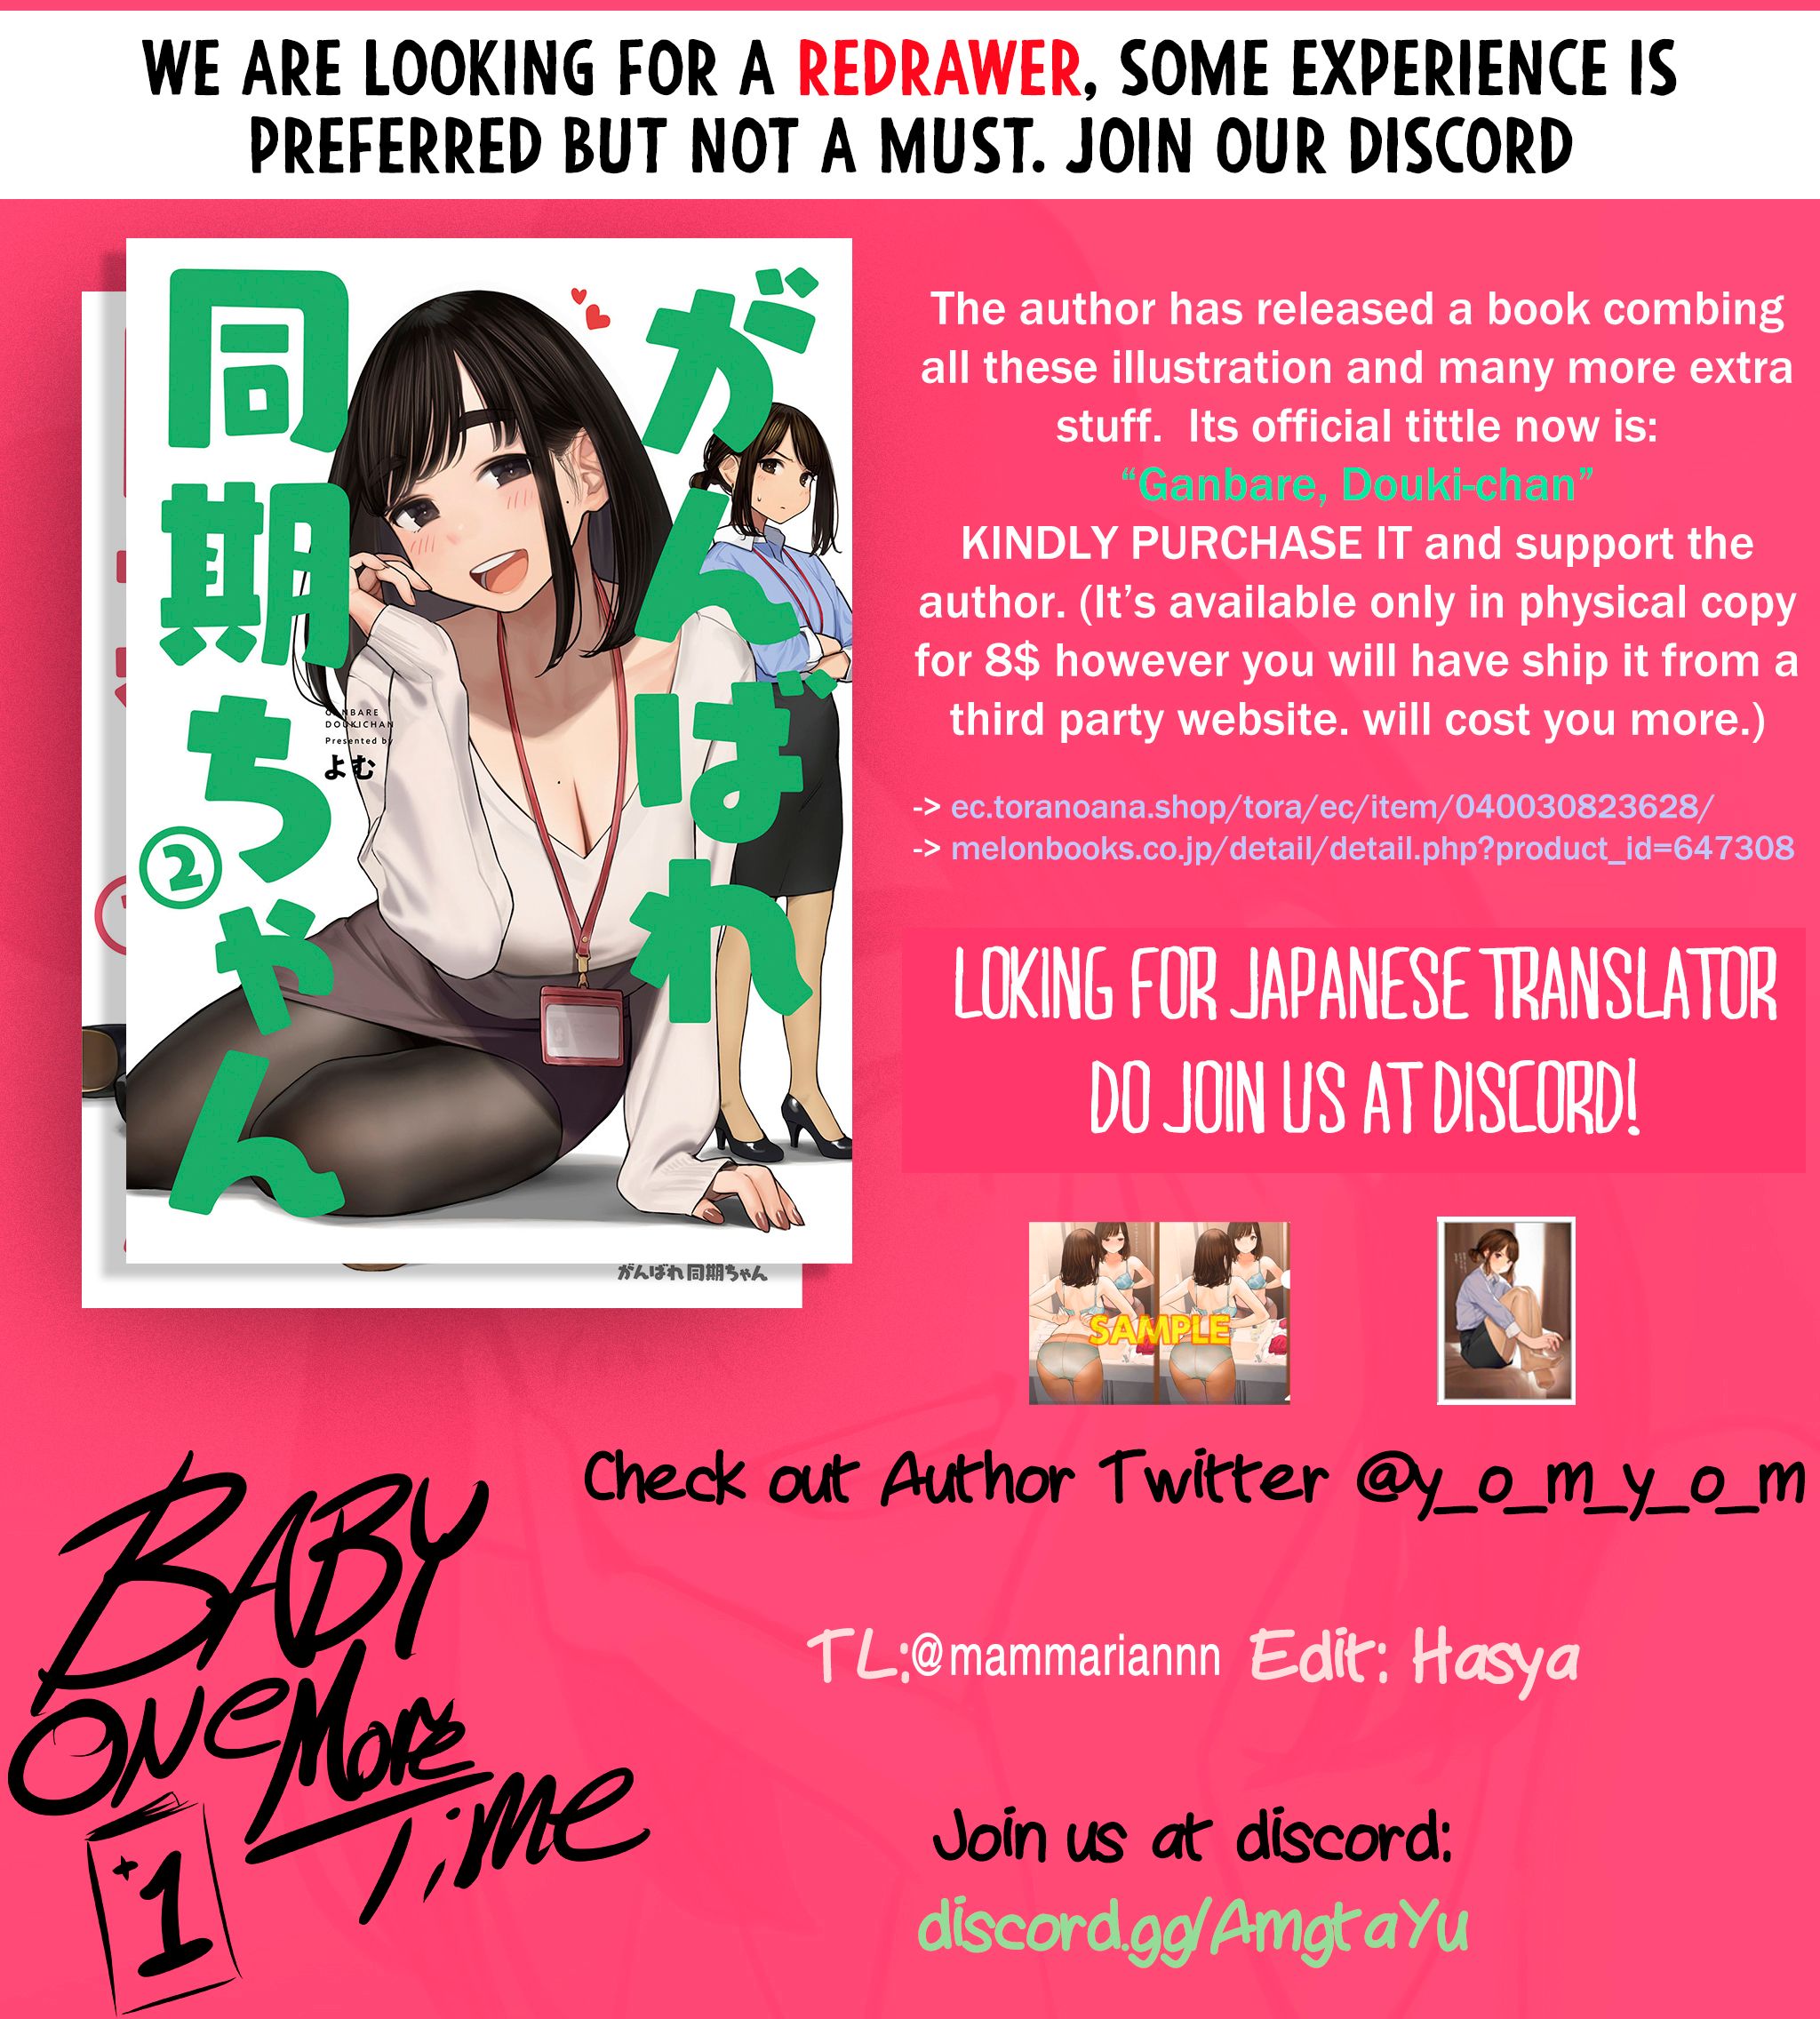 WE ARE LOOKING FOR A REDRAWER, SOME EXPERIENCE IS
PREFERRED BUT NOT A MUST. JOIN OUR DISCORD
がんばれ
同期ちゃん
②
GANBARE
DOUKICHAN
Presented by
よむ
がんばれ同期ちゃん
The author has released a book combing
all these illustration and many more extra
stuff. Its official tittle now is:
“Ganbare, Douki-chan”
KINDLY PURCHASE IT and support the
author. (It’s available only in physical copy
for 8$ however you will have ship it from a
third party website. will cost you more.)
-> ec.toranoana.shop/tora/ec/item/040030823628/
-> melonbooks.co.jp/detail/detail.php?product_id=647308
LOKING FOR JAPANESE TRANSLATOR
DO JOIN US AT DISCORD!
SAMPLE
Check out Author Twitter @y_o_m_y_o_m
BABY
ONE MORE
TIME
+1
TL:@mammariannn Edit: Hasya
Join us at discord:
discord.gg/AmgtaYu